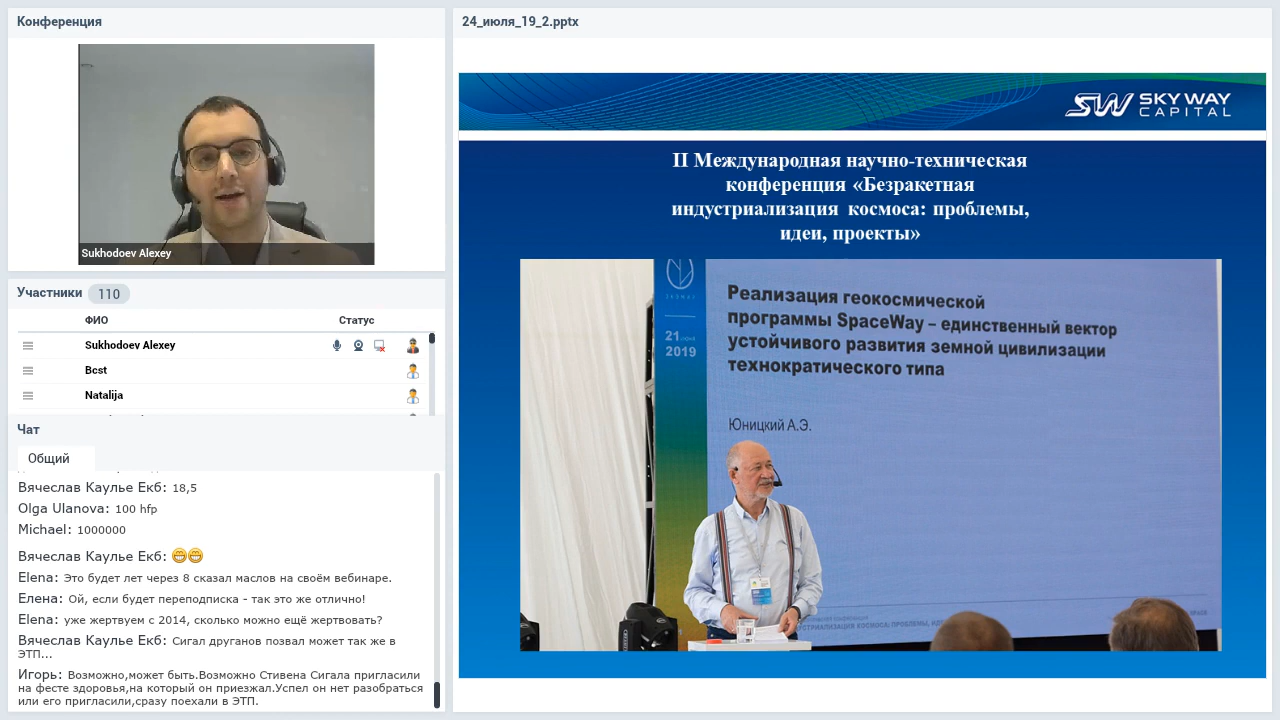 Конференция
Sukhodoev Alexey
Участники 110
ФИО Статус
Sukhodoev Alexey
Bcst
Natalija
Чат
Общий
Вячеслав Каулье Екб: 18,5
Olga Ulanova: 100 hfp
Michael: 1000000
Вячеслав Каулье Екб: 😁😁
Elena: Это будет лет через 8 сказал маслов на своём вебинаре.
Елена: Ой, если будет переподписка - так это же отлично!
Elena: уже жертвуем с 2014, сколько можно ещё жертвовать?
Вячеслав Каулье Екб: Сигал друганов позвал может так же в
ЭТП...
Игорь: Возможно,может быть.Возможно Стивена Сигала пригласили
на фесте здоровья,на который он приезжал.Успел он нет разобраться
или его пригласили,сразу поехали в ЭТП.
24_июля_19_2.pptx
SW SKY WAY
CAPITAL
II Международная научно-техническая
конференция «Безракетная
индустриализация космоса: проблемы,
идеи, проекты»
21 июня
2019
Реализация геокосмической
программы SpaceWay – единственный вектор
устойчивого развития земной цивилизации
технократического типа
Юницкий А.Э.